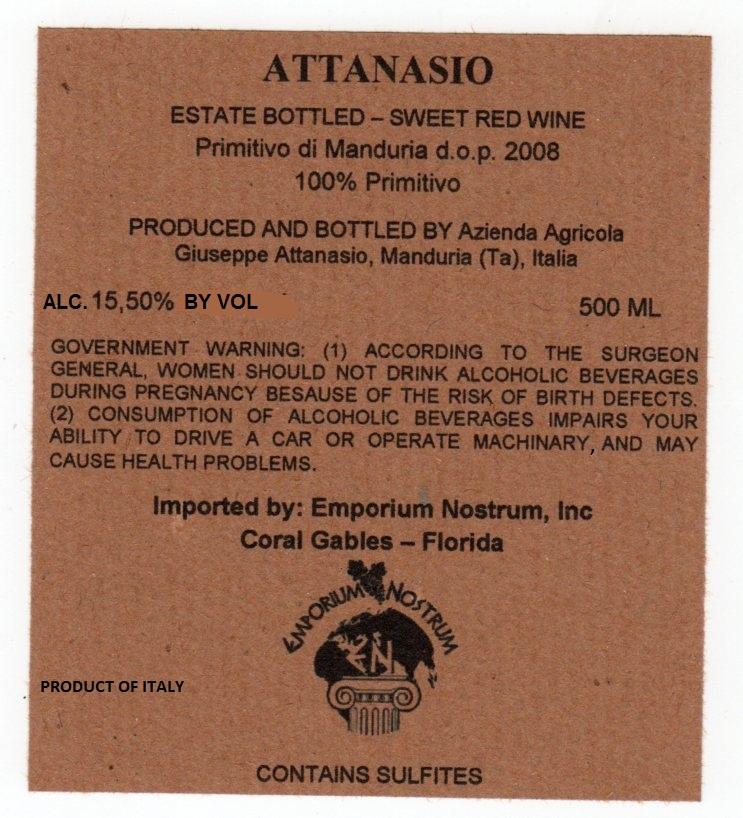 ATTANASIO
ESTATE BOTTLED – SWEET RED WINE
Primitivo di Manduria d.o.p. 2008
100% Primitivo
PRODUCED AND BOTTLED BY Azienda Agricola
Giuseppe Attanasio, Manduria (Ta), Italia
ALC. 15,50% BY VOL 500 ML
GOVERNMENT WARNING: (1) ACCORDING TO THE SURGEON
GENERAL, WOMEN SHOULD NOT DRINK ALCOHOLIC BEVERAGES
DURING PREGNANCY BESAUSE OF THE RISK OF BIRTH DEFECTS.
(2) CONSUMPTION OF ALCOHOLIC BEVERAGES IMPAIRS YOUR
ABILITY TO DRIVE A CAR OR OPERATE MACHINARY, AND MAY
CAUSE HEALTH PROBLEMS.
Imported by: Emporium Nostrum, Inc
Coral Gables – Florida
EMPORIUM NOSTRUM
EN
PRODUCT OF ITALY
CONTAINS SULFITES